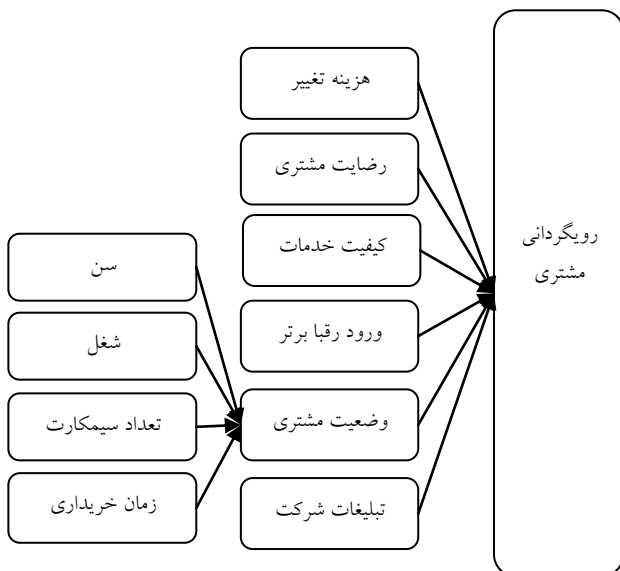 هزینه تغییر
رضایت مشتری
کیفیت خدمات
ورود رقبا برتر
وضعیت مشتری
تبلیغات شرکت
رویگردانی
مشتری
سن
شغل
تعداد سیمکارت
زمان خریداری